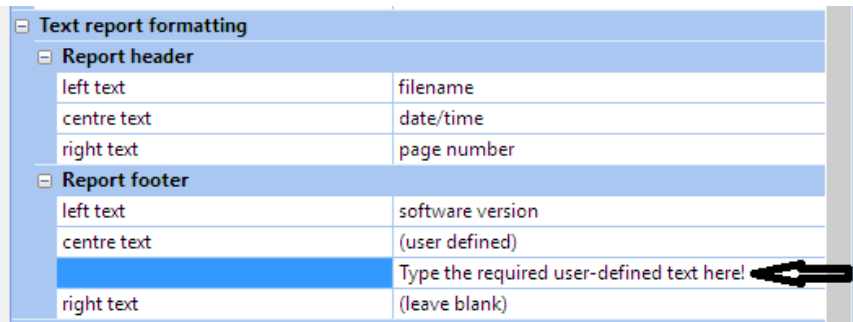 Text report formatting
Report header
left text filename
centre text date/time
right text page number
Report footer
left text software version
centre text (user defined)
Type the required user-defined text here!
right text (leave blank)